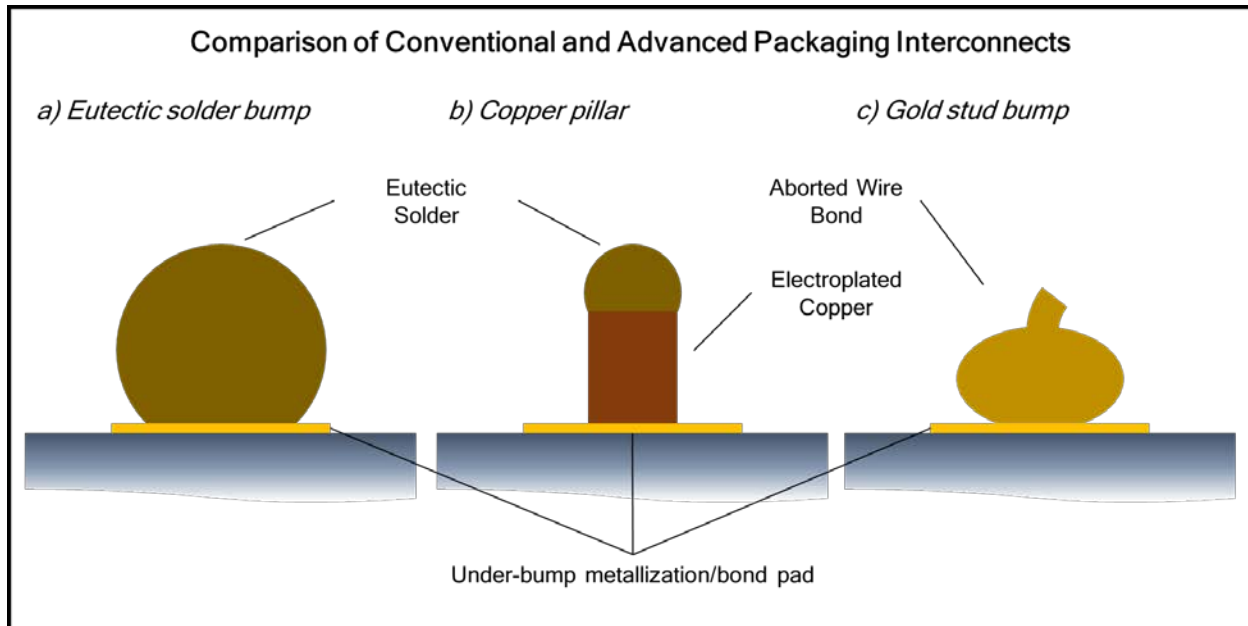 Comparison of Conventional and Advanced Packaging Interconnects
a) Eutectic solder bump
b) Copper pillar
c) Gold stud bump
Eutectic
Solder
Aborted Wire
Bond
Electroplated
Copper
Under-bump metallization/bond pad